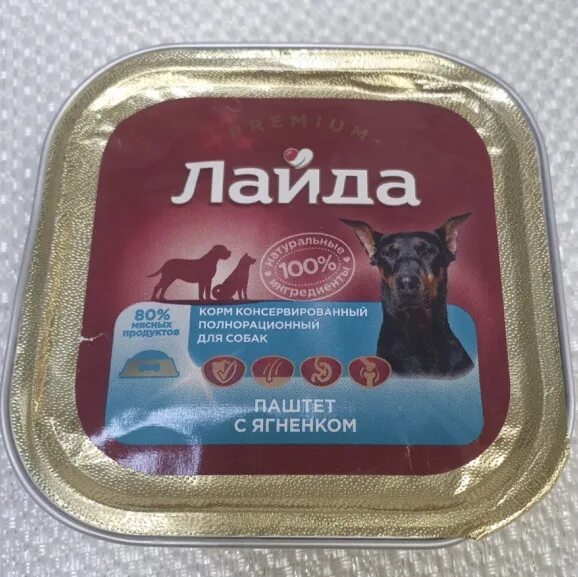 PREMIUM
Лайда
натуральные
100%
ингредиенты
80%
мясных
продуктов
КОРМ КОНСЕРВИРОВАННЫЙ
ПОЛНОРАЦИОННЫЙ
ДЛЯ СОБАК
ПАШТЕТ
С ЯГНЕНКОМ